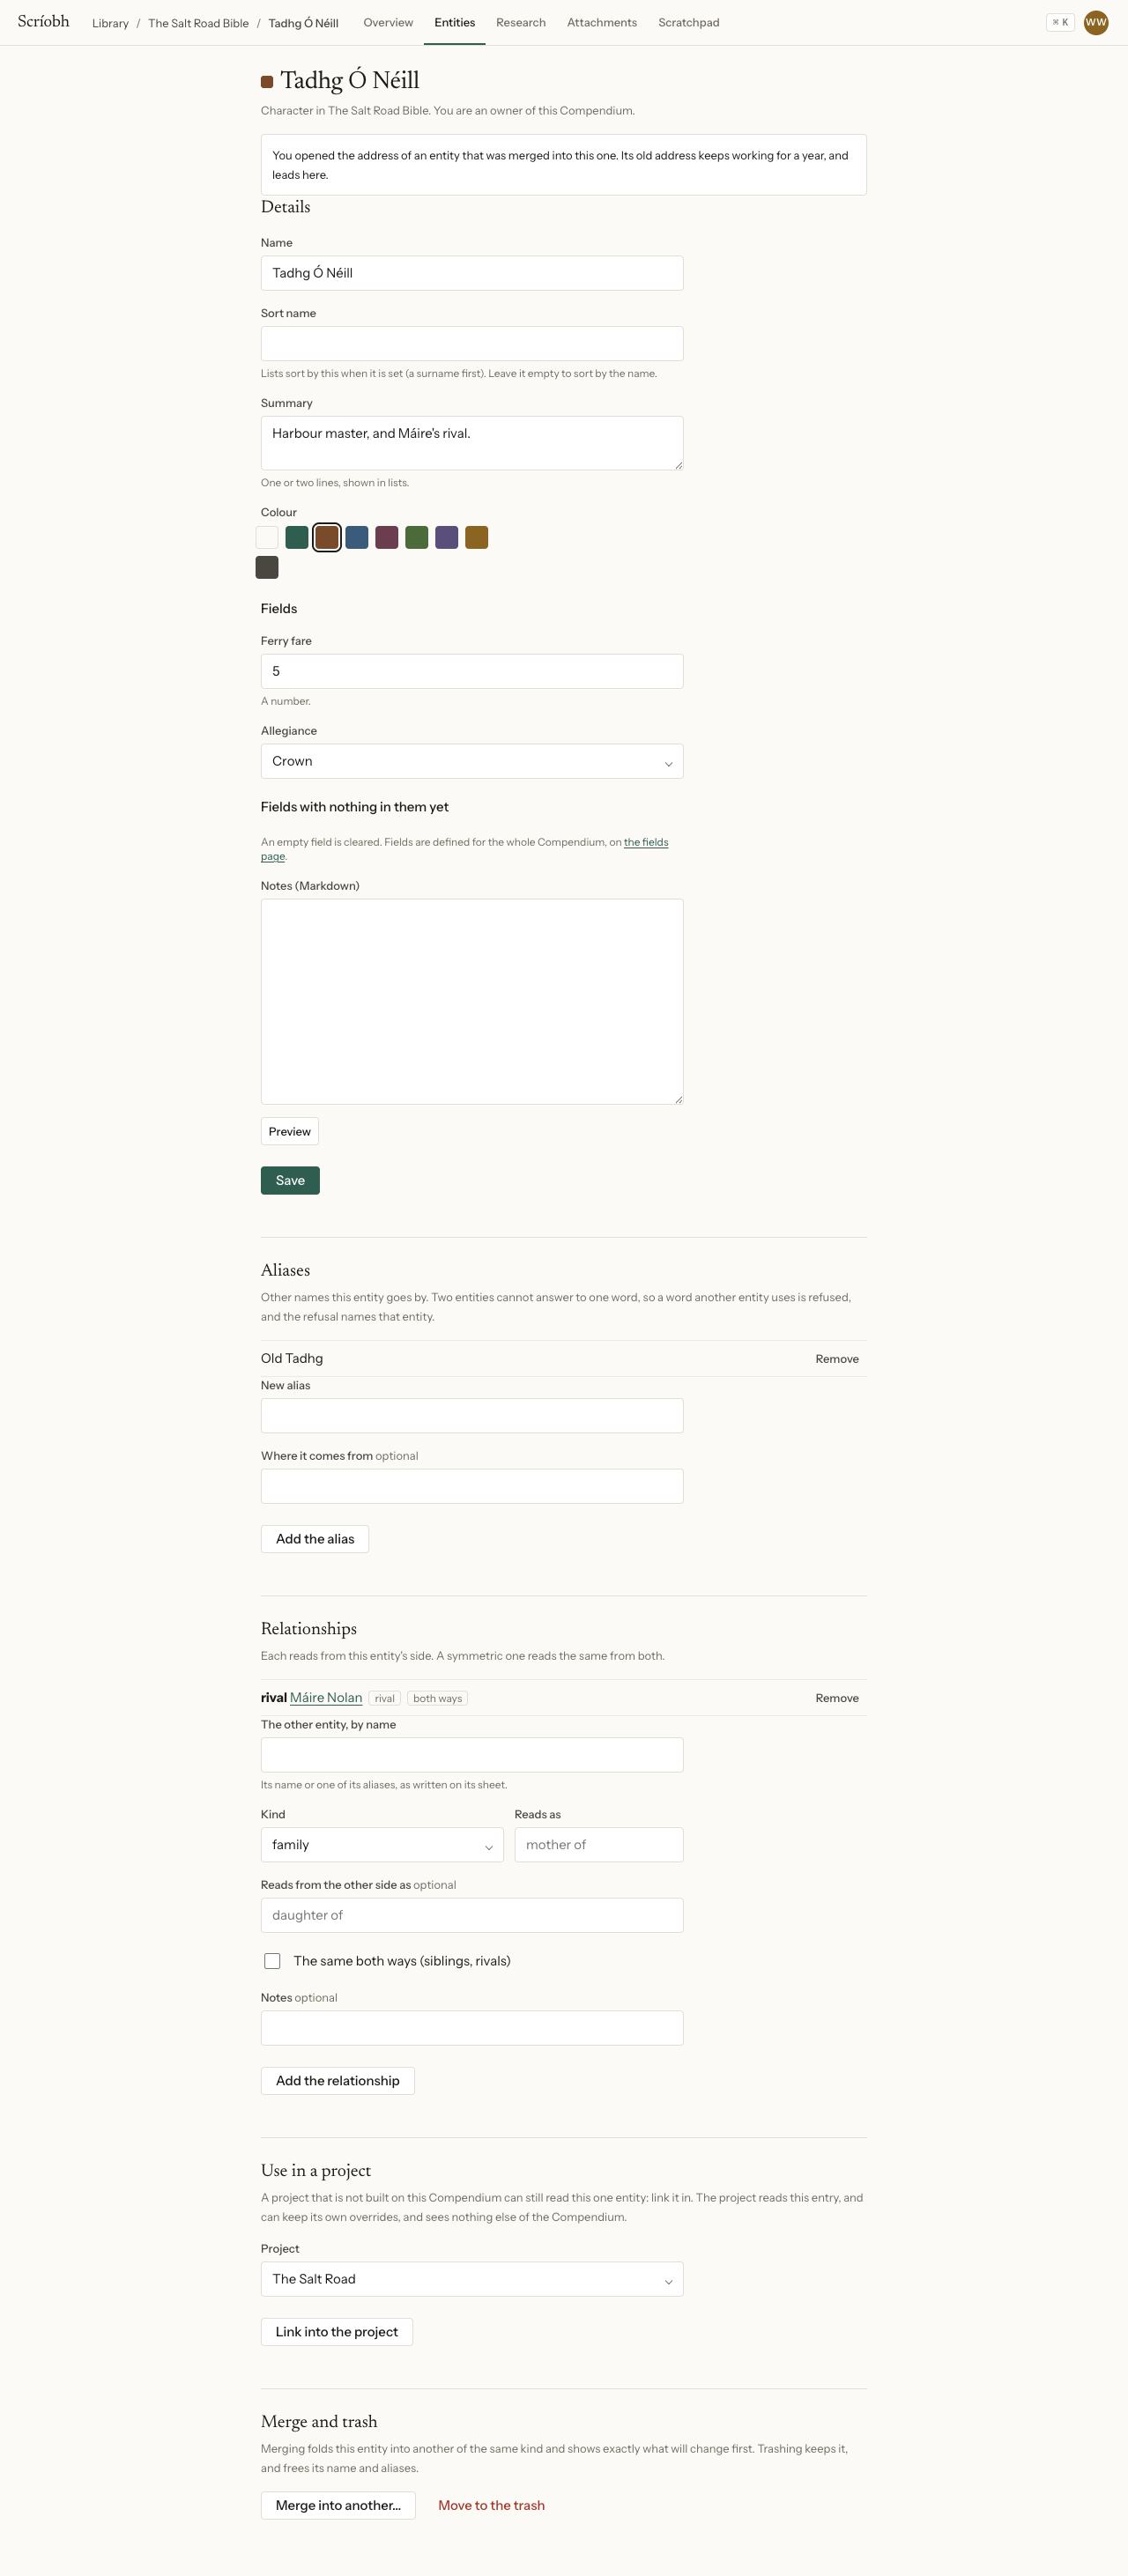 Scríobh
Library / The Salt Road Bible / Tadhg Ó Néill
Overview Entities Research Attachments Scratchpad
⌘ K
WW
Tadhg Ó Néill
Character in The Salt Road Bible. You are an owner of this Compendium.
You opened the address of an entity that was merged into this one. Its old address keeps working for a year, and
leads here.
Details
Name
Tadhg Ó Néill
Sort name
Lists sort by this when it is set (a surname first). Leave it empty to sort by the name.
Summary
Harbour master, and Máire's rival.
One or two lines, shown in lists.
Colour
Fields
Ferry fare
5
A number.
Allegiance
Crown
Fields with nothing in them yet
An empty field is cleared. Fields are defined for the whole Compendium, on the fields
page.
Notes (Markdown)
Preview
Save
Aliases
Other names this entity goes by. Two entities cannot answer to one word, so a word another entity uses is refused,
and the refusal names that entity.
Old Tadhg Remove
New alias
Where it comes from optional
Add the alias
Relationships
Each reads from this entity's side. A symmetric one reads the same from both.
rival Máire Nolan rival both ways Remove
The other entity, by name
Its name or one of its aliases, as written on its sheet.
Kind Reads as
family mother of
Reads from the other side as optional
daughter of
The same both ways (siblings, rivals)
Notes optional
Add the relationship
Use in a project
A project that is not built on this Compendium can still read this one entity: link it in. The project reads this entry, and
can keep its own overrides, and sees nothing else of the Compendium.
Project
The Salt Road
Link into the project
Merge and trash
Merging folds this entity into another of the same kind and shows exactly what will change first. Trashing keeps it,
and frees its name and aliases.
Merge into another... Move to the trash